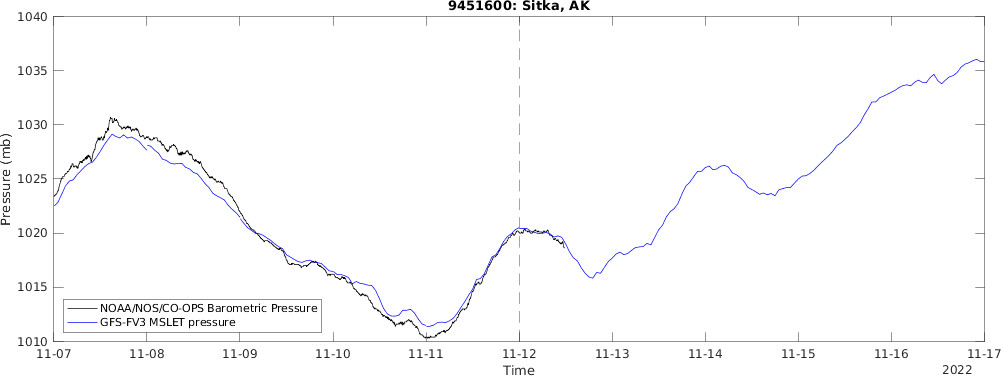 9451600: Sitka, AK
1040
1035
1030
1025
1020
1015
1010
Pressure (mb)
NOAA/NOS/CO-OPS Barometric Pressure
GFS-FV3 MSLET pressure
11-07 11-08 11-09 11-10 11-11 11-12 11-13 11-14 11-15 11-16 11-17
Time
2022